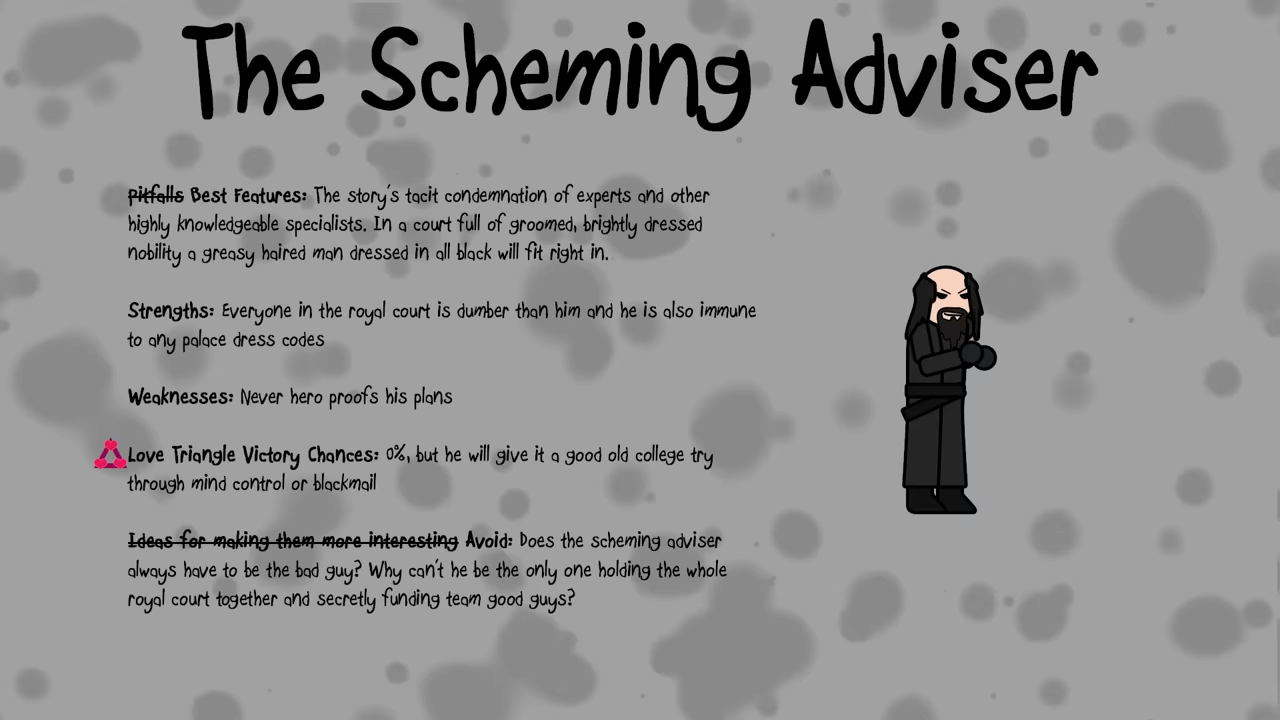 The Scheming Adviser
Pitfalls Best Features: The story's tacit condemnation of experts and other
highly knowledgeable specialists. In a court full of groomed, brightly dressed
nobility a greasy haired man dressed in all black will fit right in.
Strengths: Everyone in the royal court is dumber than him and he is also immune
to any palace dress codes
Weaknesses: Never hero proofs his plans
Love Triangle Victory Chances: 0%, but he will give it a good old college try
through mind control or blackmail
Ideas for making them more interesting Avoid: Does the scheming adviser
always have to be the bad guy? Why can't he be the only one holding the whole
royal court together and secretly funding team good guys?